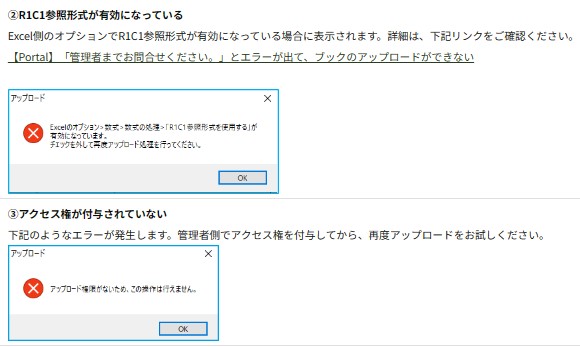 ②R1C1参照形式が有効になっている
Excel側のオプションでR1C1参照形式が有効になっている場合に表示されます。詳細は、下記リンクをご確認ください。
【Portal】「管理者までお問合せください。」とエラーが出て、ブックのアップロードができない
アップロード
Excelのオプション>数式>数式の処理>「R1C1参照形式を使用する」が
有効になっています。
チェックを外して再度アップロード処理を行ってください。
OK
③アクセス権が付与されていない
下記のようなエラーが発生します。管理者側でアクセス権を付与してから、再度アップロードをお試しください。
アップロード
アップロード権限がないため、この操作は行えません。
OK